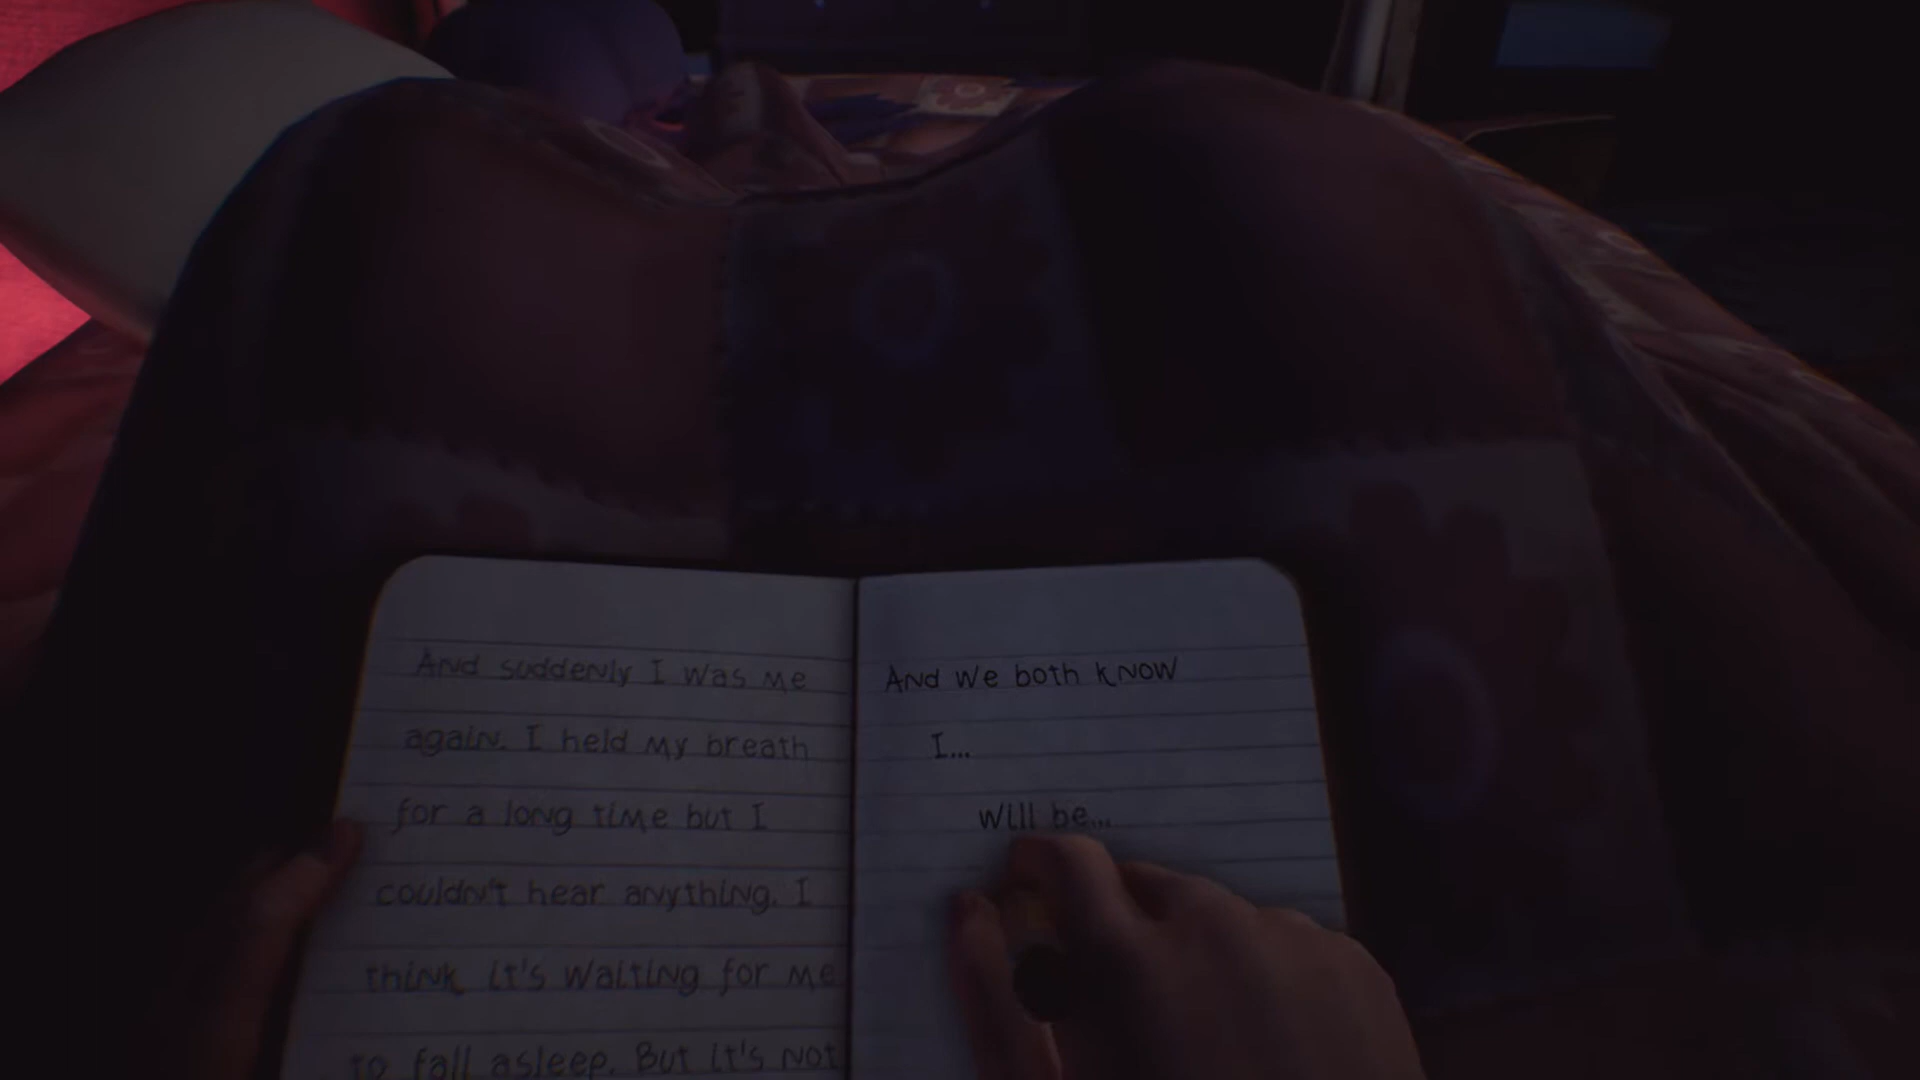 And suddenly I was me
again. I held my breath
for a long time but I
couldn't hear anything. I
think it's waiting for me
to fall asleep. But it's not
And we both know
I...
will be...